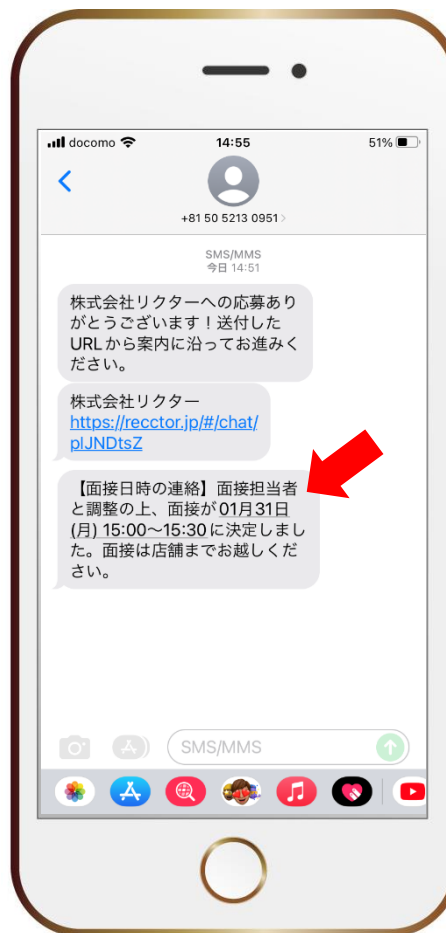 docomo 14:55 51%
+81 50 5213 0951
SMS/MMS
今日 14:51
株式会社リクターへの応募あり
がとうございます！送付した
URLから案内に沿ってお進みく
ださい。
株式会社リクター
https://recctor.jp/#/chat/
plJNDtsZ
【面接日時の連絡】面接担当者
と調整の上、面接が01月31日
(月) 15:00〜15:30に決定しまし
た。面接は店舗までお越しくだ
さい。
SMS/MMS